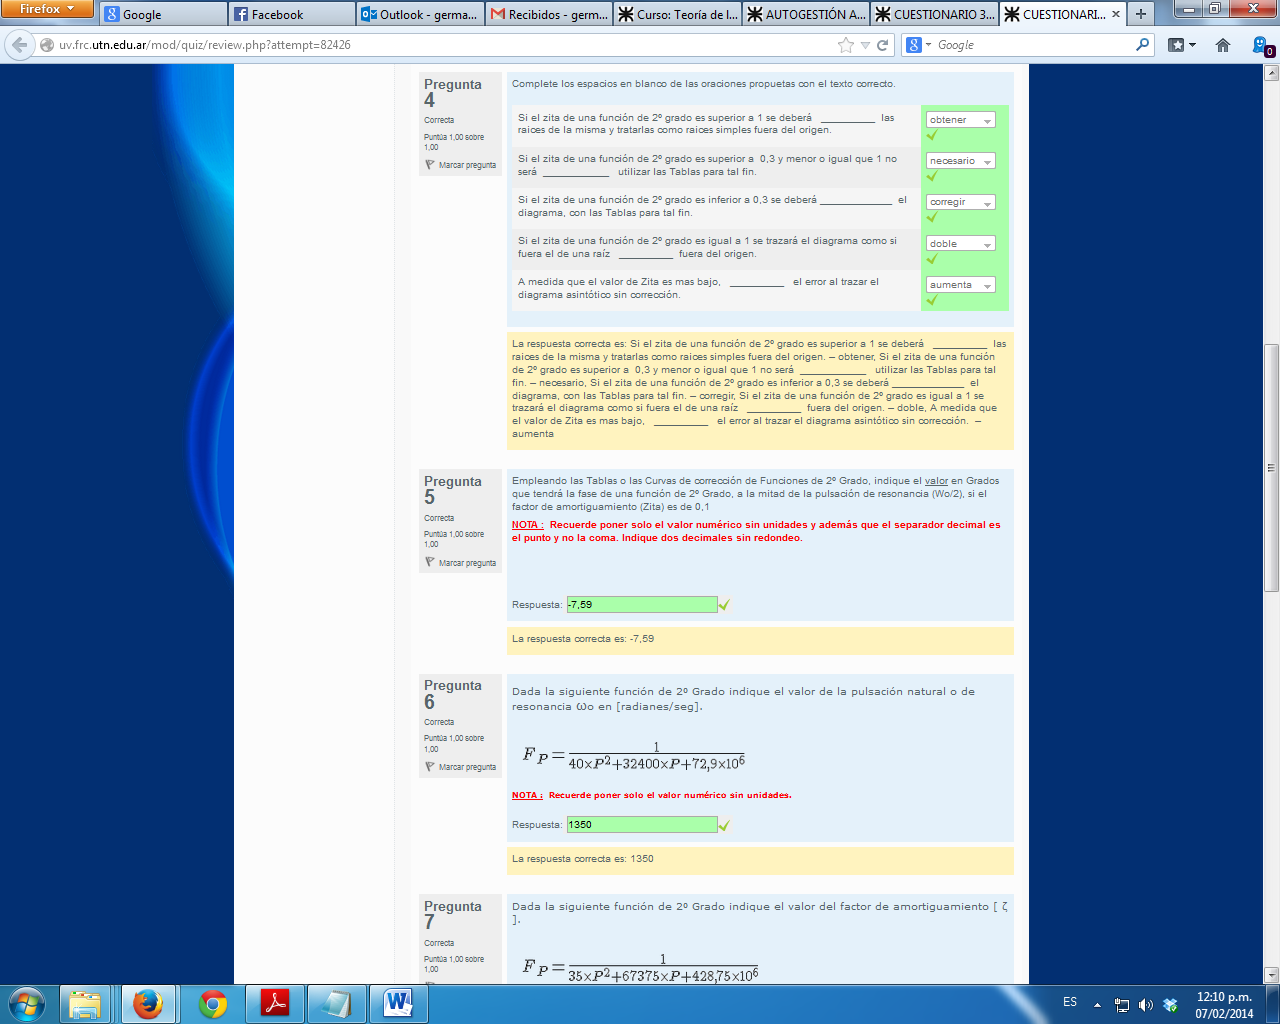 Firefox
Google
Facebook
Outlook - germa...
Recibidos - germ...
Curso: Teoría de l...
AUTOGESTIÓN A...
CUESTIONARIO 3...
CUESTIONARI...
uv.frc.utn.edu.ar/mod/quiz/review.php?attempt=82426
Google
0
Pregunta
4
Correcta
Puntúa 1,00 sobre
1,00
Marcar pregunta
Complete los espacios en blanco de las oraciones propuetas con el texto correcto.
Si el zita de una función de 2º grado es superior a 1 se deberá __________ las
raices de la misma y tratarlas como raices simples fuera del origen.
obtener
Si el zita de una función de 2º grado es superior a 0,3 y menor o igual que 1 no
será ____________ utilizar las Tablas para tal fin.
necesario
Si el zita de una función de 2º grado es inferior a 0,3 se deberá _____________ el
diagrama, con las Tablas para tal fin.
corregir
Si el zita de una función de 2º grado es igual a 1 se trazará el diagrama como si
fuera el de una raíz __________ fuera del origen.
doble
A medida que el valor de Zita es mas bajo, __________ el error al trazar el
diagrama asintótico sin corrección.
aumenta
La respuesta correcta es: Si el zita de una función de 2º grado es superior a 1 se deberá __________ las
raices de la misma y tratarlas como raices simples fuera del origen. – obtener, Si el zita de una función
de 2º grado es superior a 0,3 y menor o igual que 1 no será ____________ utilizar las Tablas para tal
fin. – necesario, Si el zita de una función de 2º grado es inferior a 0,3 se deberá _____________ el
diagrama, con las Tablas para tal fin. – corregir, Si el zita de una función de 2º grado es igual a 1 se
trazará el diagrama como si fuera el de una raíz __________ fuera del origen. – doble, A medida que
el valor de Zita es mas bajo, __________ el error al trazar el diagrama asintótico sin corrección. –
aumenta
Pregunta
5
Correcta
Puntúa 1,00 sobre
1,00
Marcar pregunta
Empleando las Tablas o las Curvas de corrección de Funciones de 2º Grado, indique el valor en Grados
que tendrá la fase de una función de 2º Grado, a la mitad de la pulsación de resonancia (Wo/2), si el
factor de amortiguamiento (Zita) es de 0,1
NOTA : Recuerde poner solo el valor numérico sin unidades y además que el separador decimal es
el punto y no la coma. Indique dos decimales sin redondeo.
Respuesta: -7,59
La respuesta correcta es: -7,59
Pregunta
6
Correcta
Puntúa 1,00 sobre
1,00
Marcar pregunta
Dada la siguiente función de 2º Grado indique el valor de la pulsación natural o de
resonancia ωo en [radianes/seg].
F P = 1 / 40×P²+32400×P+72,9×10⁶
NOTA : Recuerde poner solo el valor numérico sin unidades.
Respuesta: 1350
La respuesta correcta es: 1350
Pregunta
7
Correcta
Puntúa 1,00 sobre
1,00
Dada la siguiente función de 2º Grado indique el valor del factor de amortiguamiento [ ζ
].
F P = 1 / 35×P²+67375×P+428,75×10⁶
ES
12:10 p.m.
07/02/2014